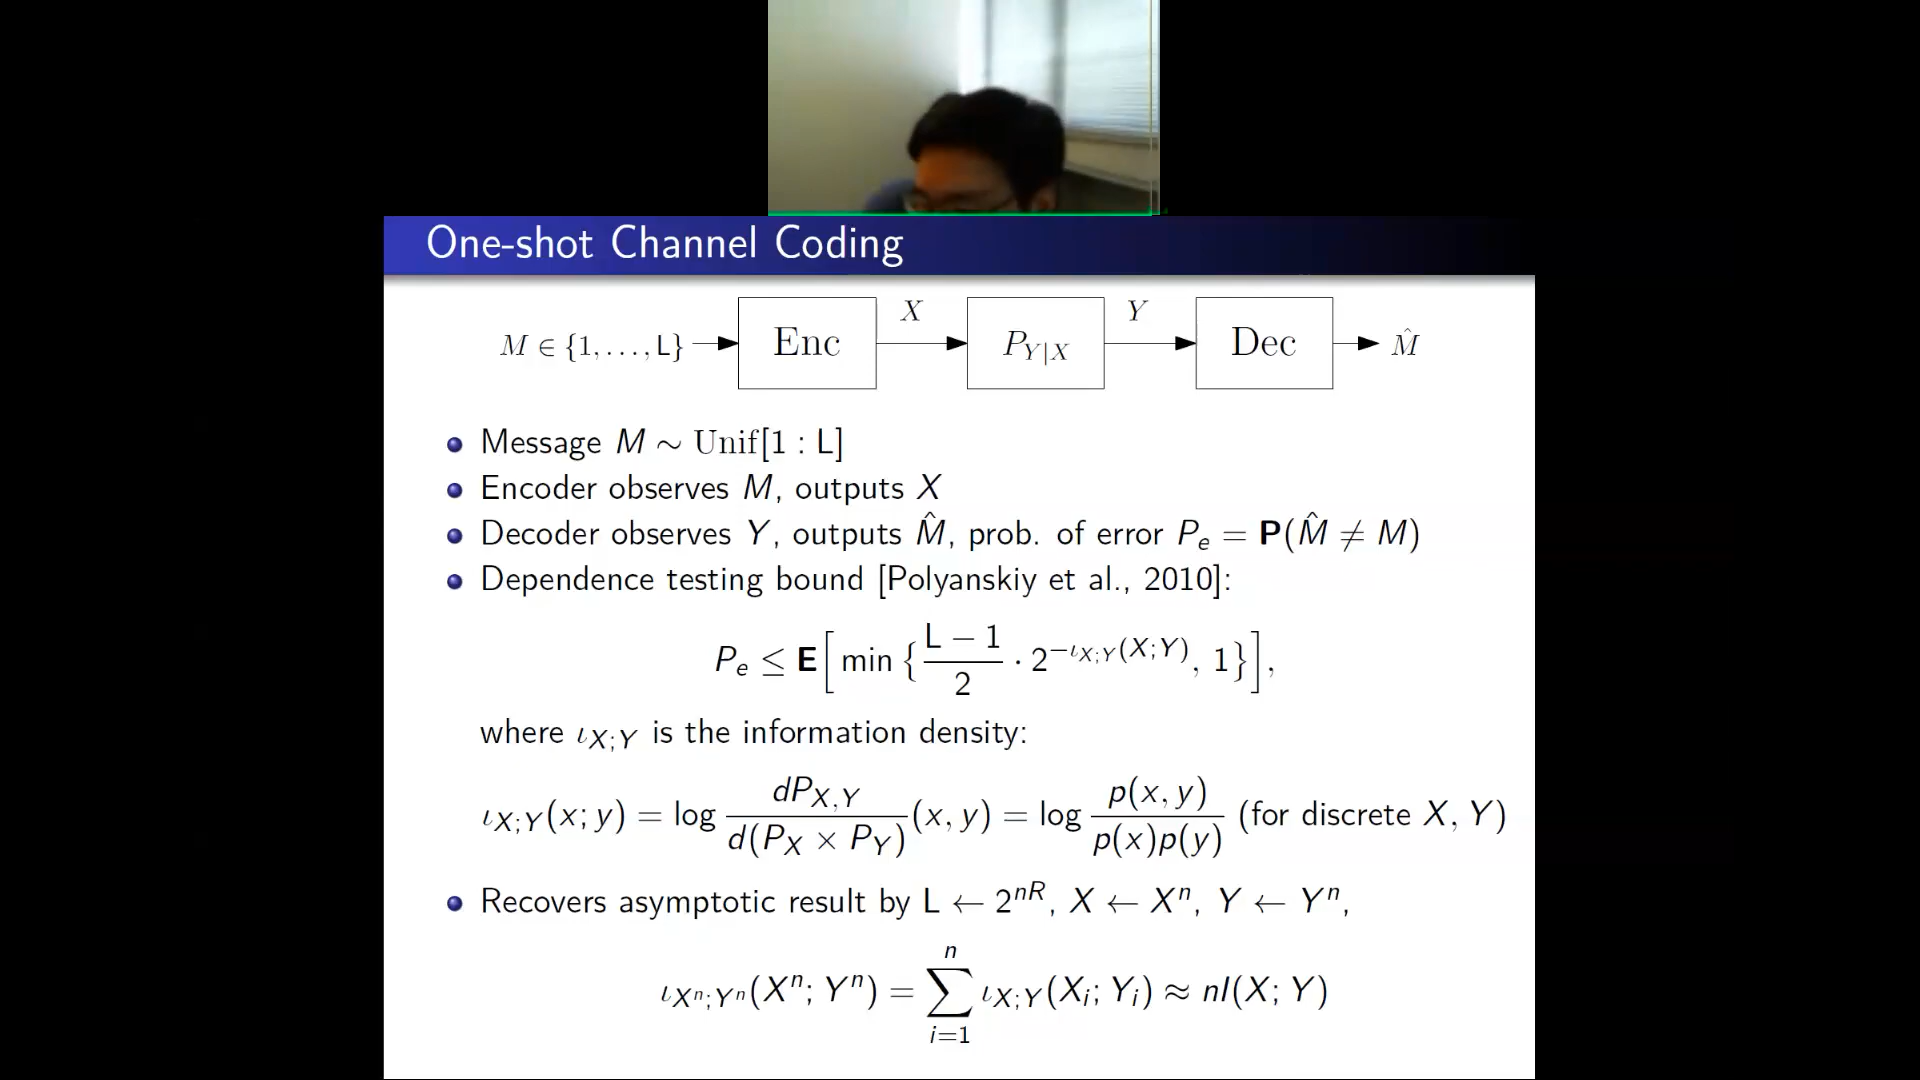 One-shot Channel Coding
M ∈ {1, . . . , L} Enc X P_{Y|X} Y Dec M̂
Message M ∼ Unif[1 : L]
Encoder observes M, outputs X
Decoder observes Y, outputs M̂, prob. of error P_e = P(M̂ ≠ M)
Dependence testing bound [Polyanskiy et al., 2010]:
P_e ≤ E[ min { (L − 1)/2 · 2^{−ι_{X;Y}(X;Y)}, 1 } ],
where ι_{X;Y} is the information density:
ι_{X;Y}(x; y) = log dP_{X,Y}/d(P_X × P_Y) (x, y) = log p(x, y)/p(x)p(y) (for discrete X, Y)
Recovers asymptotic result by L ← 2^{nR}, X ← X^n, Y ← Y^n,
ι_{X^n;Y^n}(X^n; Y^n) = ∑_{i=1}^{n} ι_{X;Y}(X_i; Y_i) ≈ nI(X; Y)